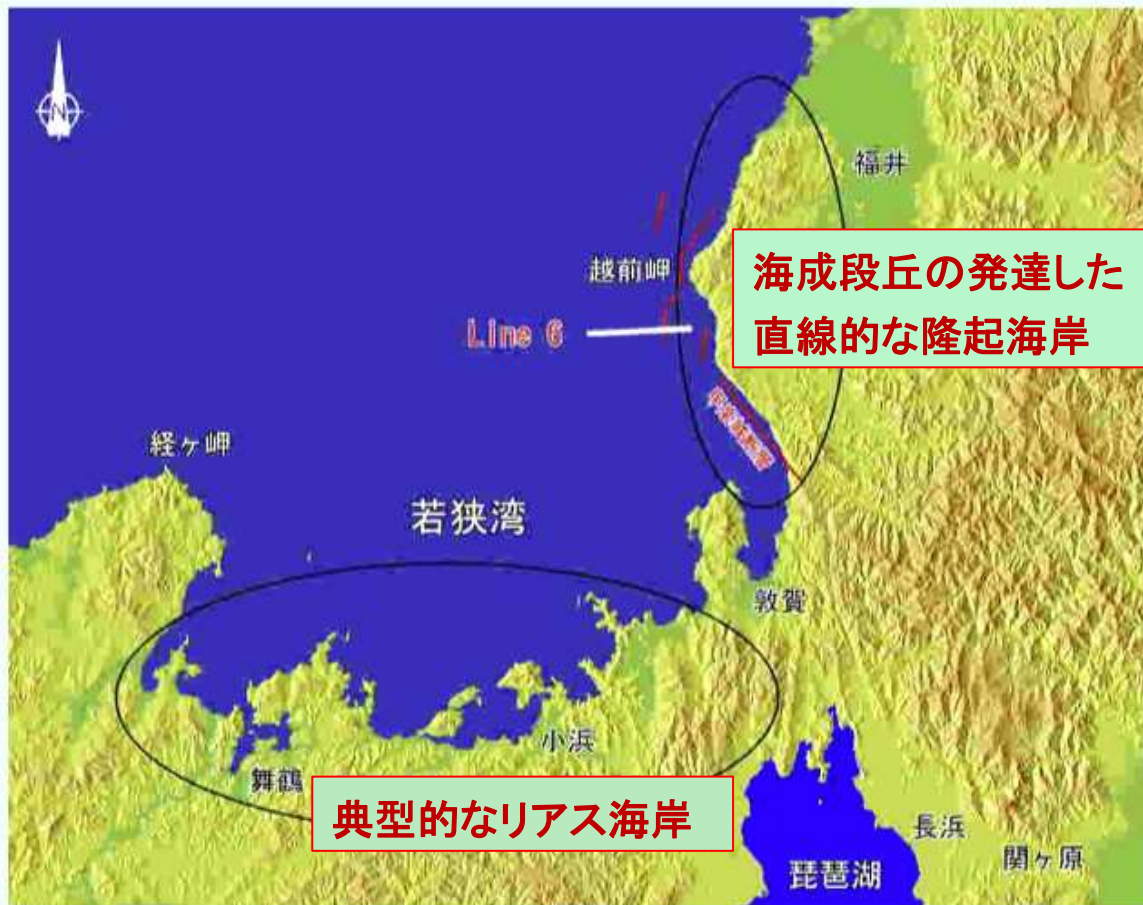 N
福井
越前岬
海成段丘の発達した
直線的な隆起海岸
Line 6
経ヶ岬
若狭湾
敦賀
小浜
舞鶴
典型的なリアス海岸
長浜
関ヶ原
琵琶湖